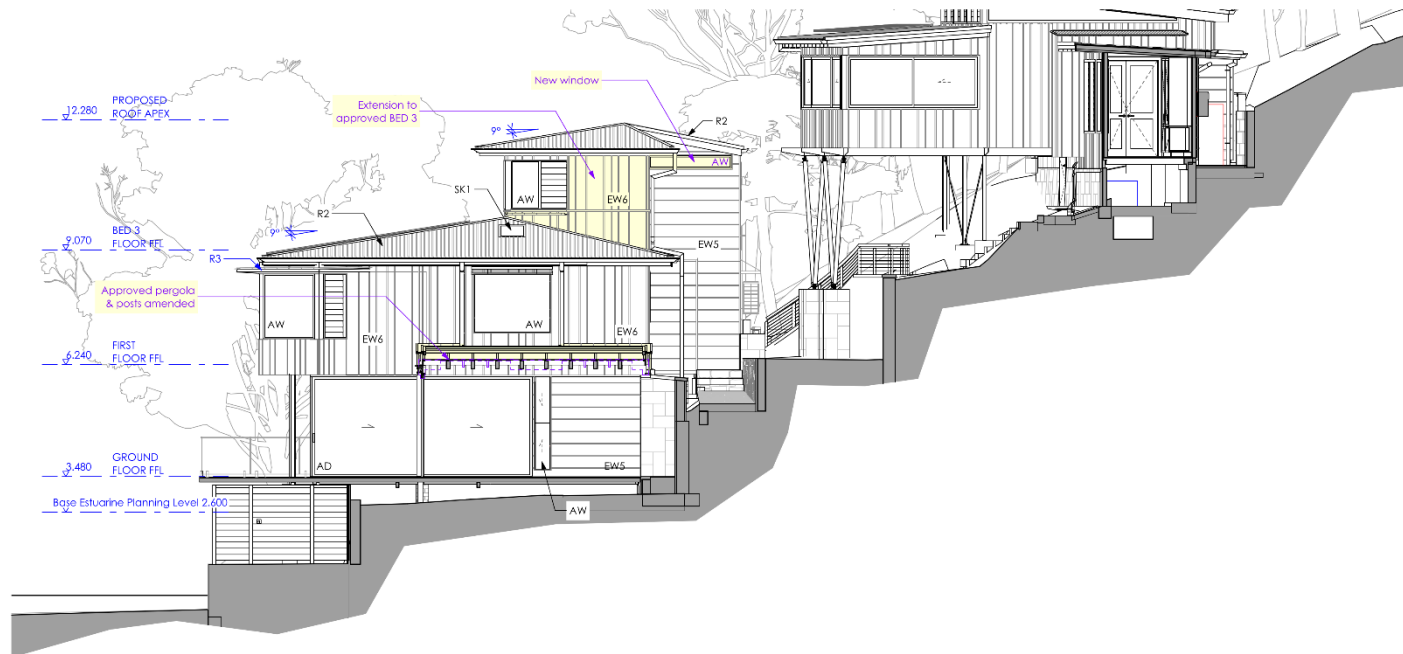 New window
Extension to
approved BED 3
12.280
PROPOSED
ROOF APEX
9°
R2
AW
AW
EW6
SK1
R2
9.070
BED 3
FLOOR FFL
9°
R3
EW5
Approved pergola
& posts amended
AW
AW
EW6
EW6
6.240
FIRST
FLOOR FFL
3.480
GROUND
FLOOR FFL
AD
EW5
Base Estuarine Planning Level 2.600
AW